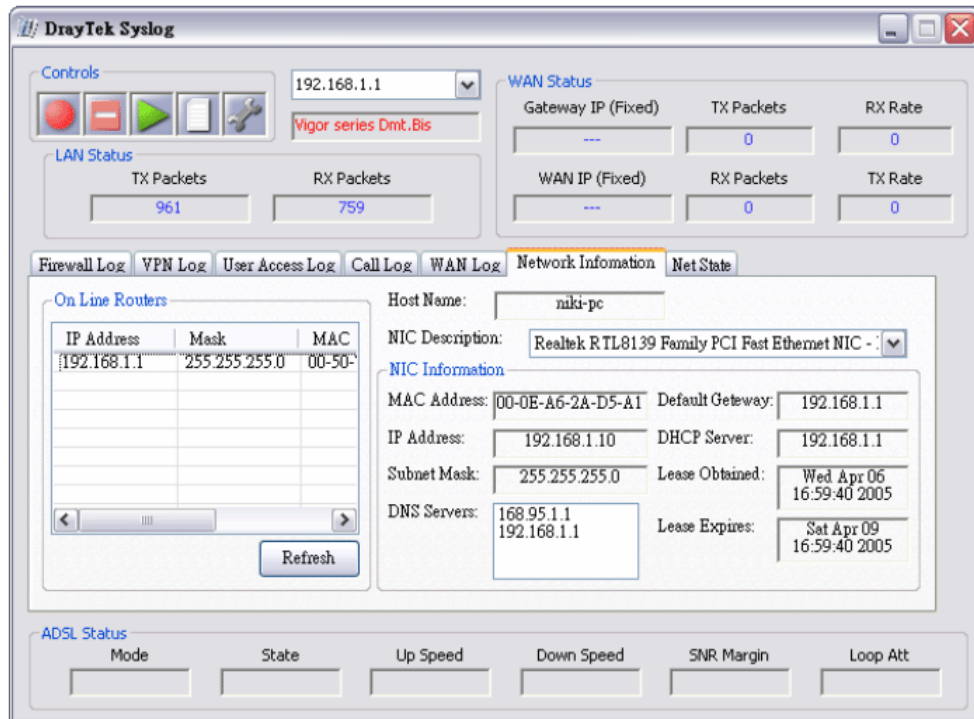 DrayTek Syslog
Controls
192.168.1.1
Vigor series Dmt.Bis
WAN Status
Gateway IP (Fixed) TX Packets RX Rate
--- 0 0
WAN IP (Fixed) RX Packets TX Rate
--- 0 0
LAN Status
TX Packets RX Packets
961 759
Firewall Log VPN Log User Access Log Call Log WAN Log Network Infomation Net State
On Line Routers
IP Address Mask MAC
192.168.1.1 255.255.255.0 00-50-
Refresh
Host Name: niki-pc
NIC Description: Realtek RTL8139 Family PCI Fast Ethernet NIC -
NIC Information
MAC Address: 00-0E-A6-2A-D5-A1 Default Geteway: 192.168.1.1
IP Address: 192.168.1.10 DHCP Server: 192.168.1.1
Subnet Mask: 255.255.255.0 Lease Obtained: Wed Apr 06
16:59:40 2005
DNS Servers: 168.95.1.1
192.168.1.1
Lease Expires: Sat Apr 09
16:59:40 2005
ADSL Status
Mode State Up Speed Down Speed SNR Margin Loop Att